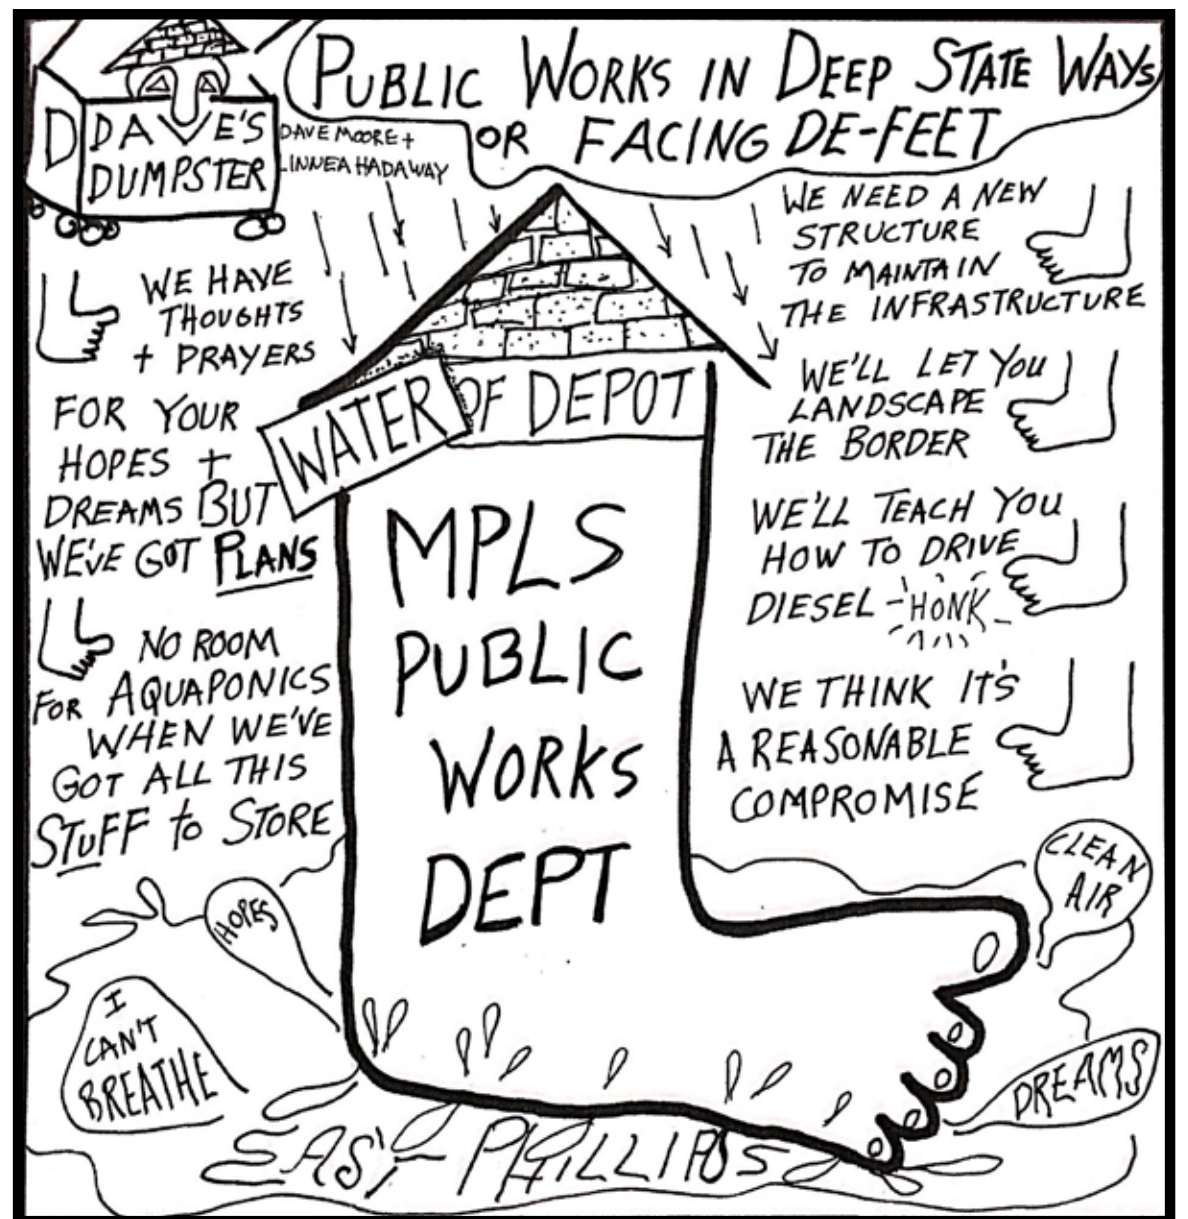 PUBLIC WORKS IN DEEP STATE WAYS
OR FACING DE-FEET
D DAVE'S
DUMPSTER
DAVE MOORE +
LINNEA HADAWAY
WE HAVE
THOUGHTS
+ PRAYERS
FOR YOUR
HOPES +
DREAMS BUT
WE'VE GOT PLANS
NO ROOM
FOR AQUAPONICS
WHEN WE'VE
GOT ALL THIS
STUFF to STORE
WATER OF DEPOT
MPLS
PUBLIC
WORKS
DEPT
WE NEED A NEW
STRUCTURE
TO MAINTAIN
THE INFRASTRUCTURE
WE'LL LET YOU
LANDSCAPE
THE BORDER
WE'LL TEACH YOU
HOW TO DRIVE
DIESEL - HONK
WE THINK IT'S
A REASONABLE
COMPROMISE
HOPES
CLEAN
AIR
I
CAN'T
BREATHE
DREAMS
EAST PHILLIPS